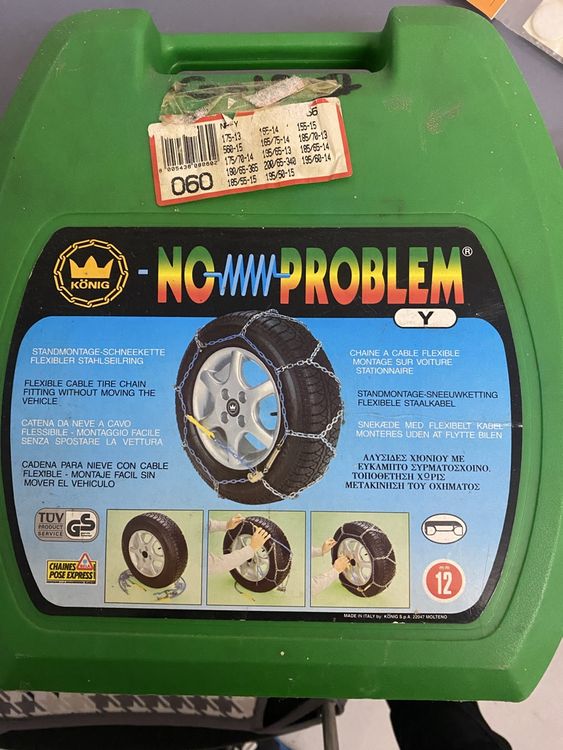 175-13 155-14 155-15
560-15 165/75-14 185/70-13
175/70-14 195/65-13 185/65-14
190/65-365 200/65-340 195/60-14
185/55-15 195/50-15
8 005438 080602
060
KÖNIG
- NO PROBLEM®
Y
STANDMONTAGE-SCHNEEKETTE
FLEXIBLER STAHLSEILRING
FLEXIBLE CABLE TIRE CHAIN
FITTING WITHOUT MOVING THE
VEHICLE
CATENA DA NEVE A CAVO
FLESSIBILE - MONTAGGIO FACILE
SENZA SPOSTARE LA VETTURA
CADENA PARA NIEVE CON CABLE
FLEXIBLE - MONTAJE FACIL SIN
MOVER EL VEHICULO
CHAINE A CABLE FLEXIBLE
MONTAGE SUR VOITURE
STATIONNAIRE
STANDMONTAGE-SNEEUWKETTING
FLEXIBELE STAALKABEL
SNEKÆDE MED FLEXIBELT KABEL
MONTERES UDEN AT FLYTTE BILEN
ΑΛΥΣΙΔΕΣ ΧΙΟΝΙΟΥ ΜΕ
ΕΥΚΑΜΠΤΟ ΣΥΡΜΑΤΟΣΧΟΙΝΟ.
ΤΟΠΟΘΕΤΗΣΗ ΧΩΡΙΣ
ΜΕΤΑΚΙΝΗΣΗ ΤΟΥ ΟΧΗΜΑΤΟΣ
TÜV
PRODUCT
SERVICE
GS
CHAINES
POSE EXPRESS
mm
12
MADE IN ITALY by: KÖNIG S.p.A. 22047 MOLTENO